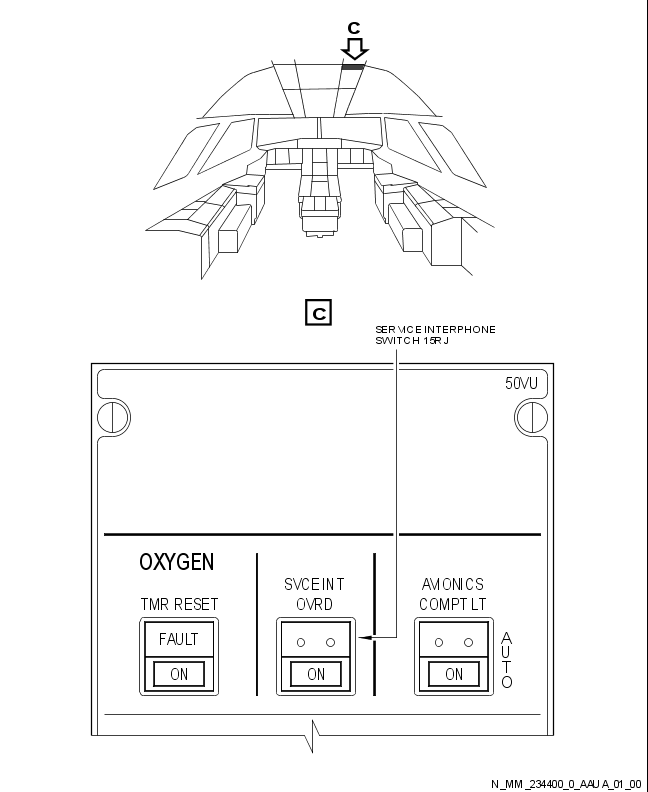 C
C
SERVICE INTERPHONE
SWITCH 15RJ
50VU
OXYGEN
TMR RESET
FAULT
ON
SVCE INT
OVRD
ON
AVIONICS
COMPT LT
ON
AUTO
N_MM_234400_0_AAUA_01_00